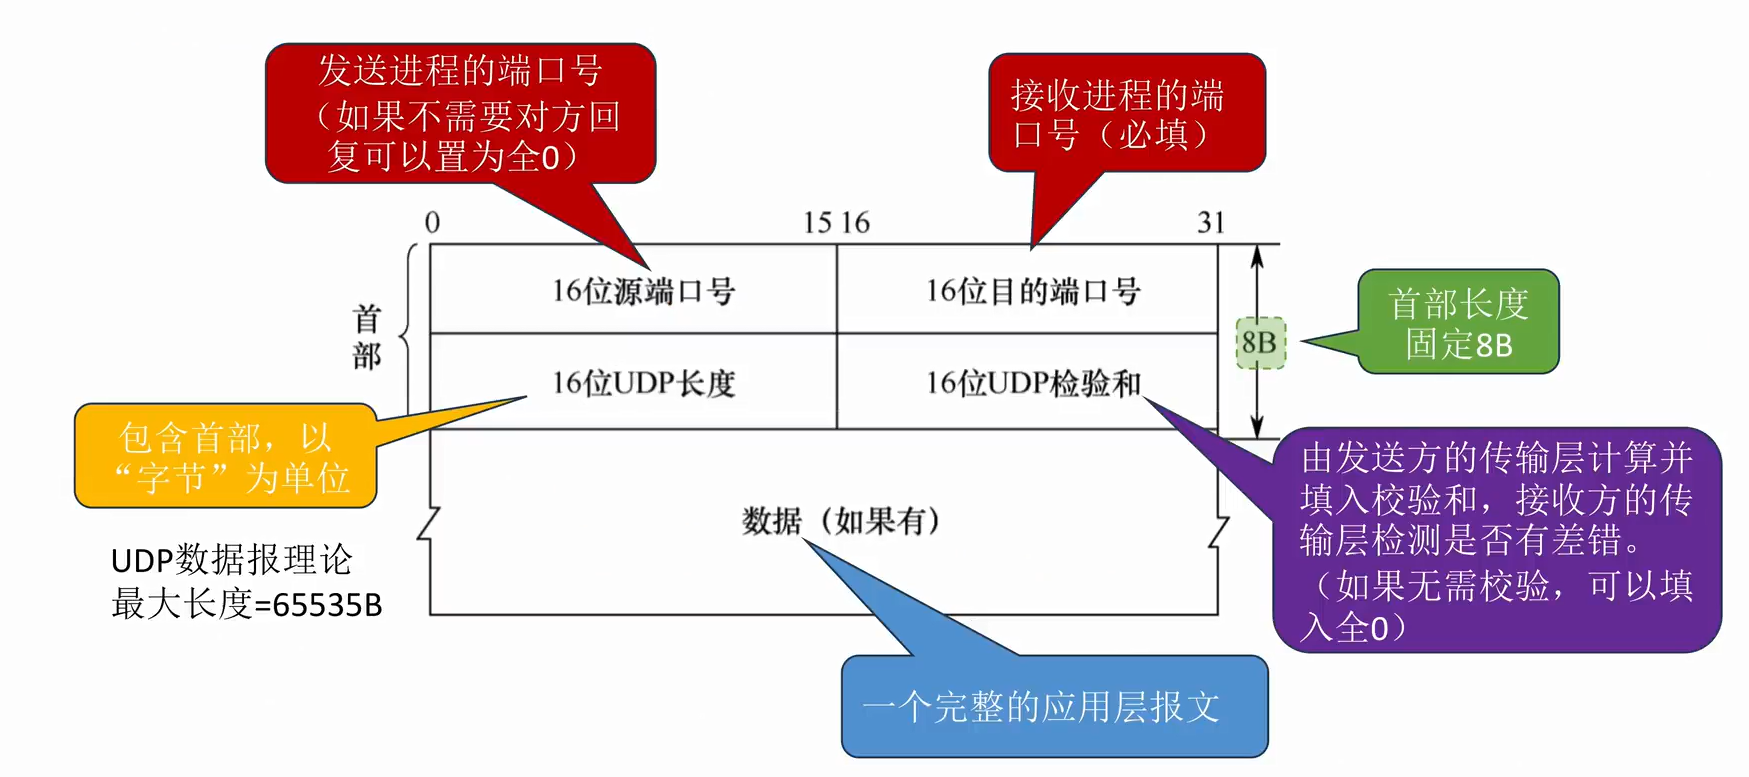 发送进程的端口号
（如果不需要对方回
复可以置为全0）
接收进程的端
口号（必填）
0
15 16
31
首
部
16位源端口号
16位目的端口号
8B
首部长度
固定8B
16位UDP长度
16位UDP检验和
包含首部，以
“字节”为单位
由发送方的传输层计算并
填入校验和，接收方的传
输层检测是否有差错。
（如果无需校验，可以填
入全0）
数据（如果有）
UDP数据报理论
最大长度=65535B
一个完整的应用层报文